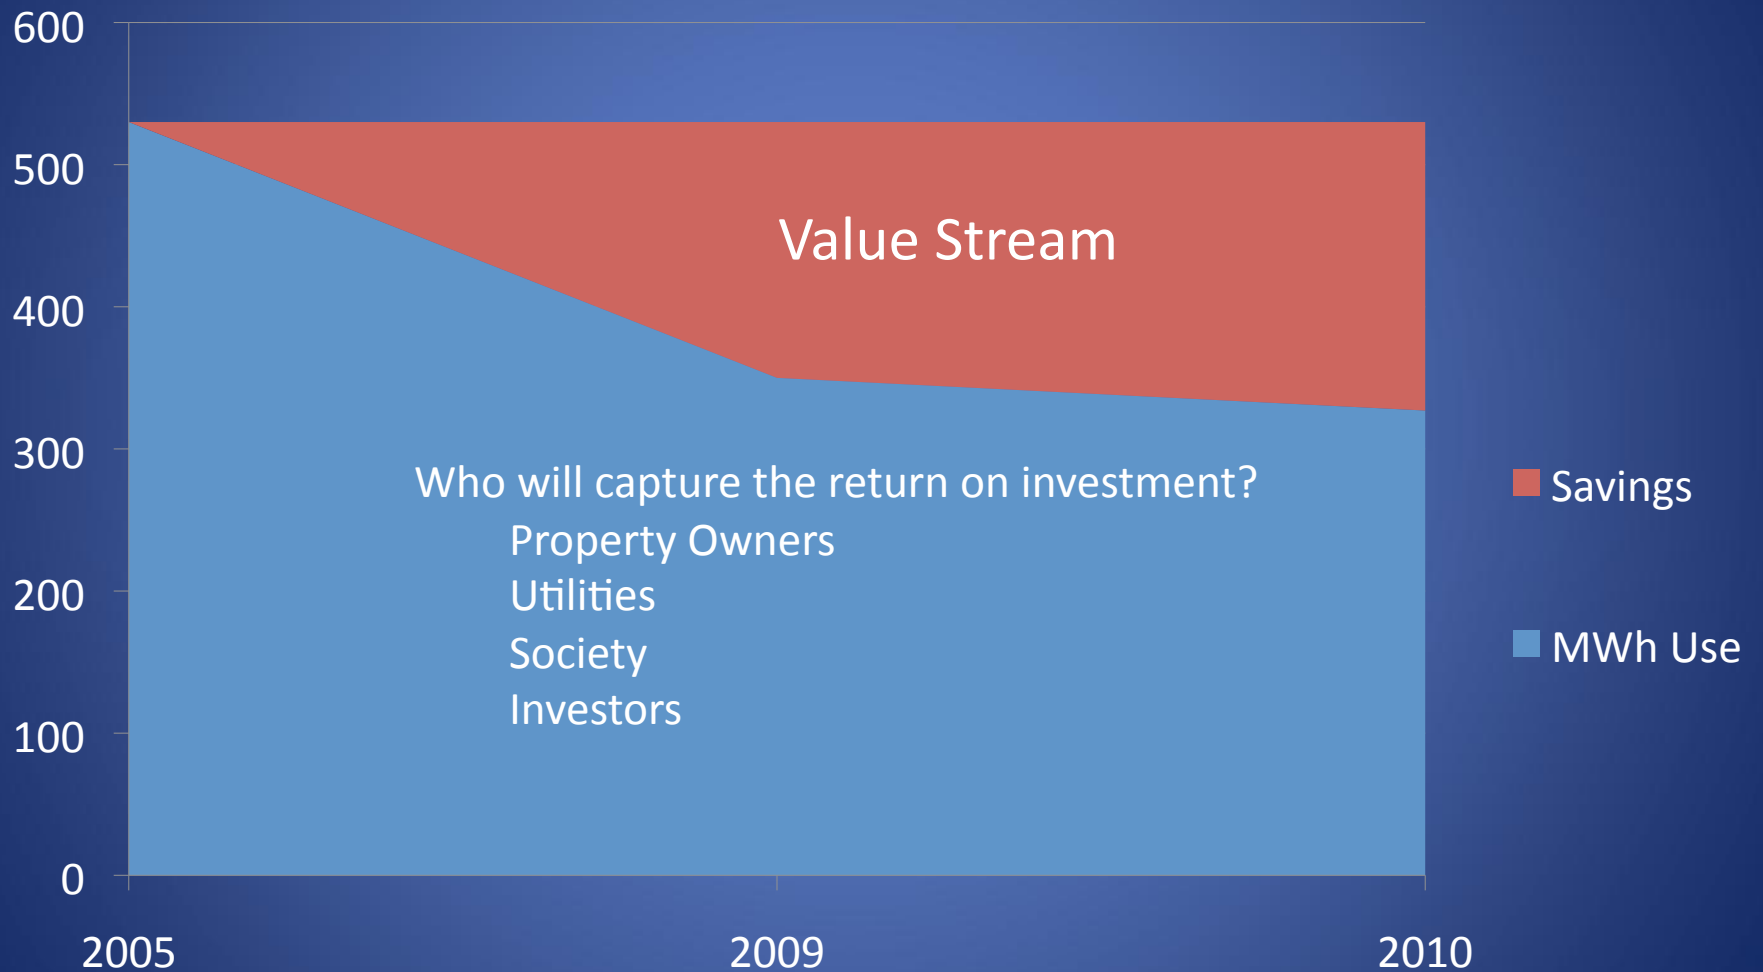 600
500
400
300
200
100
0
Value Stream
Who will capture the return on investment?
Property Owners
Utilities
Society
Investors
Savings
MWh Use
2005 2009 2010